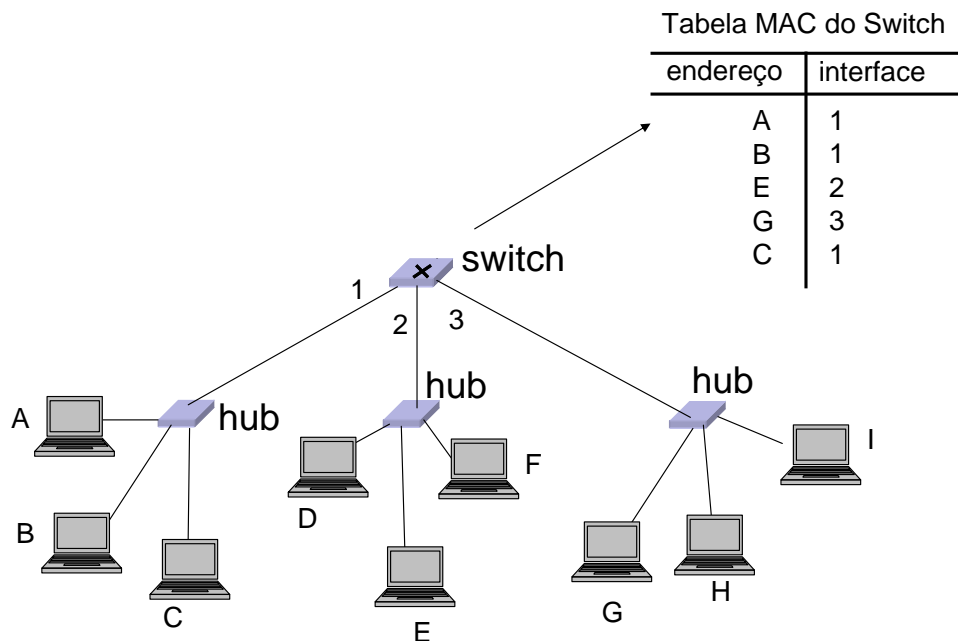 Tabela MAC do Switch
endereço interface
A 1
B 1
E 2
G 3
C 1
switch
1
2 3
hub
hub
hub
A
B
C
D
E
F
G
H
I